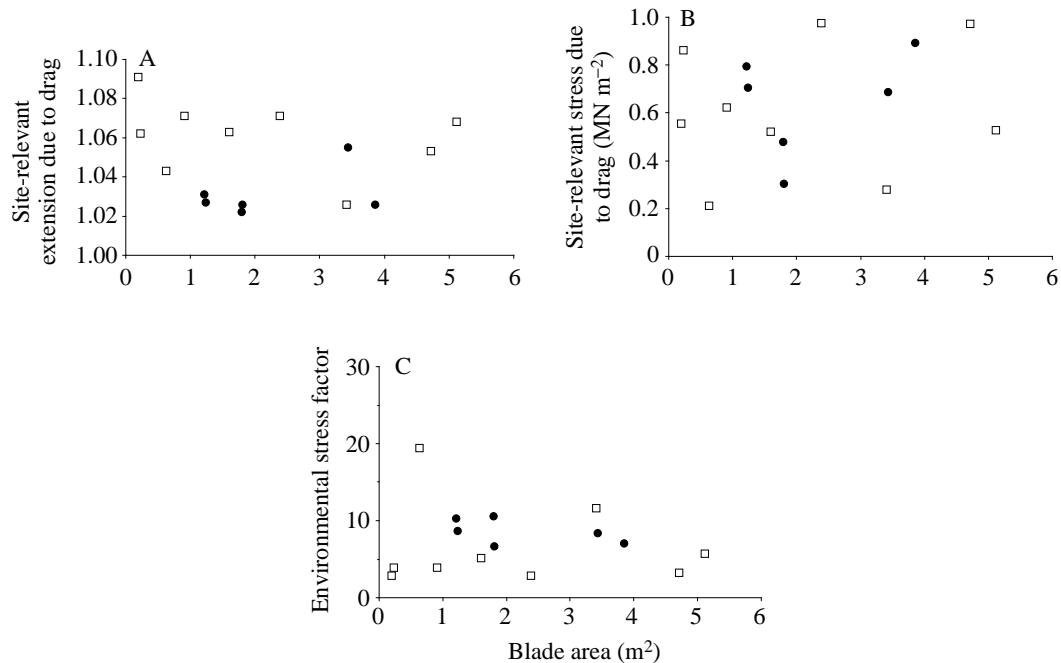 A
Site-relevant
extension due to drag
1.10
1.08
1.06
1.04
1.02
1.00
0 1 2 3 4 5 6
B
Site-relevant stress due
to drag (MN m⁻²)
1.0
0.8
0.6
0.4
0.2
0
0 1 2 3 4 5 6
C
Environmental stress factor
30
20
10
0
0 1 2 3 4 5 6
Blade area (m²)